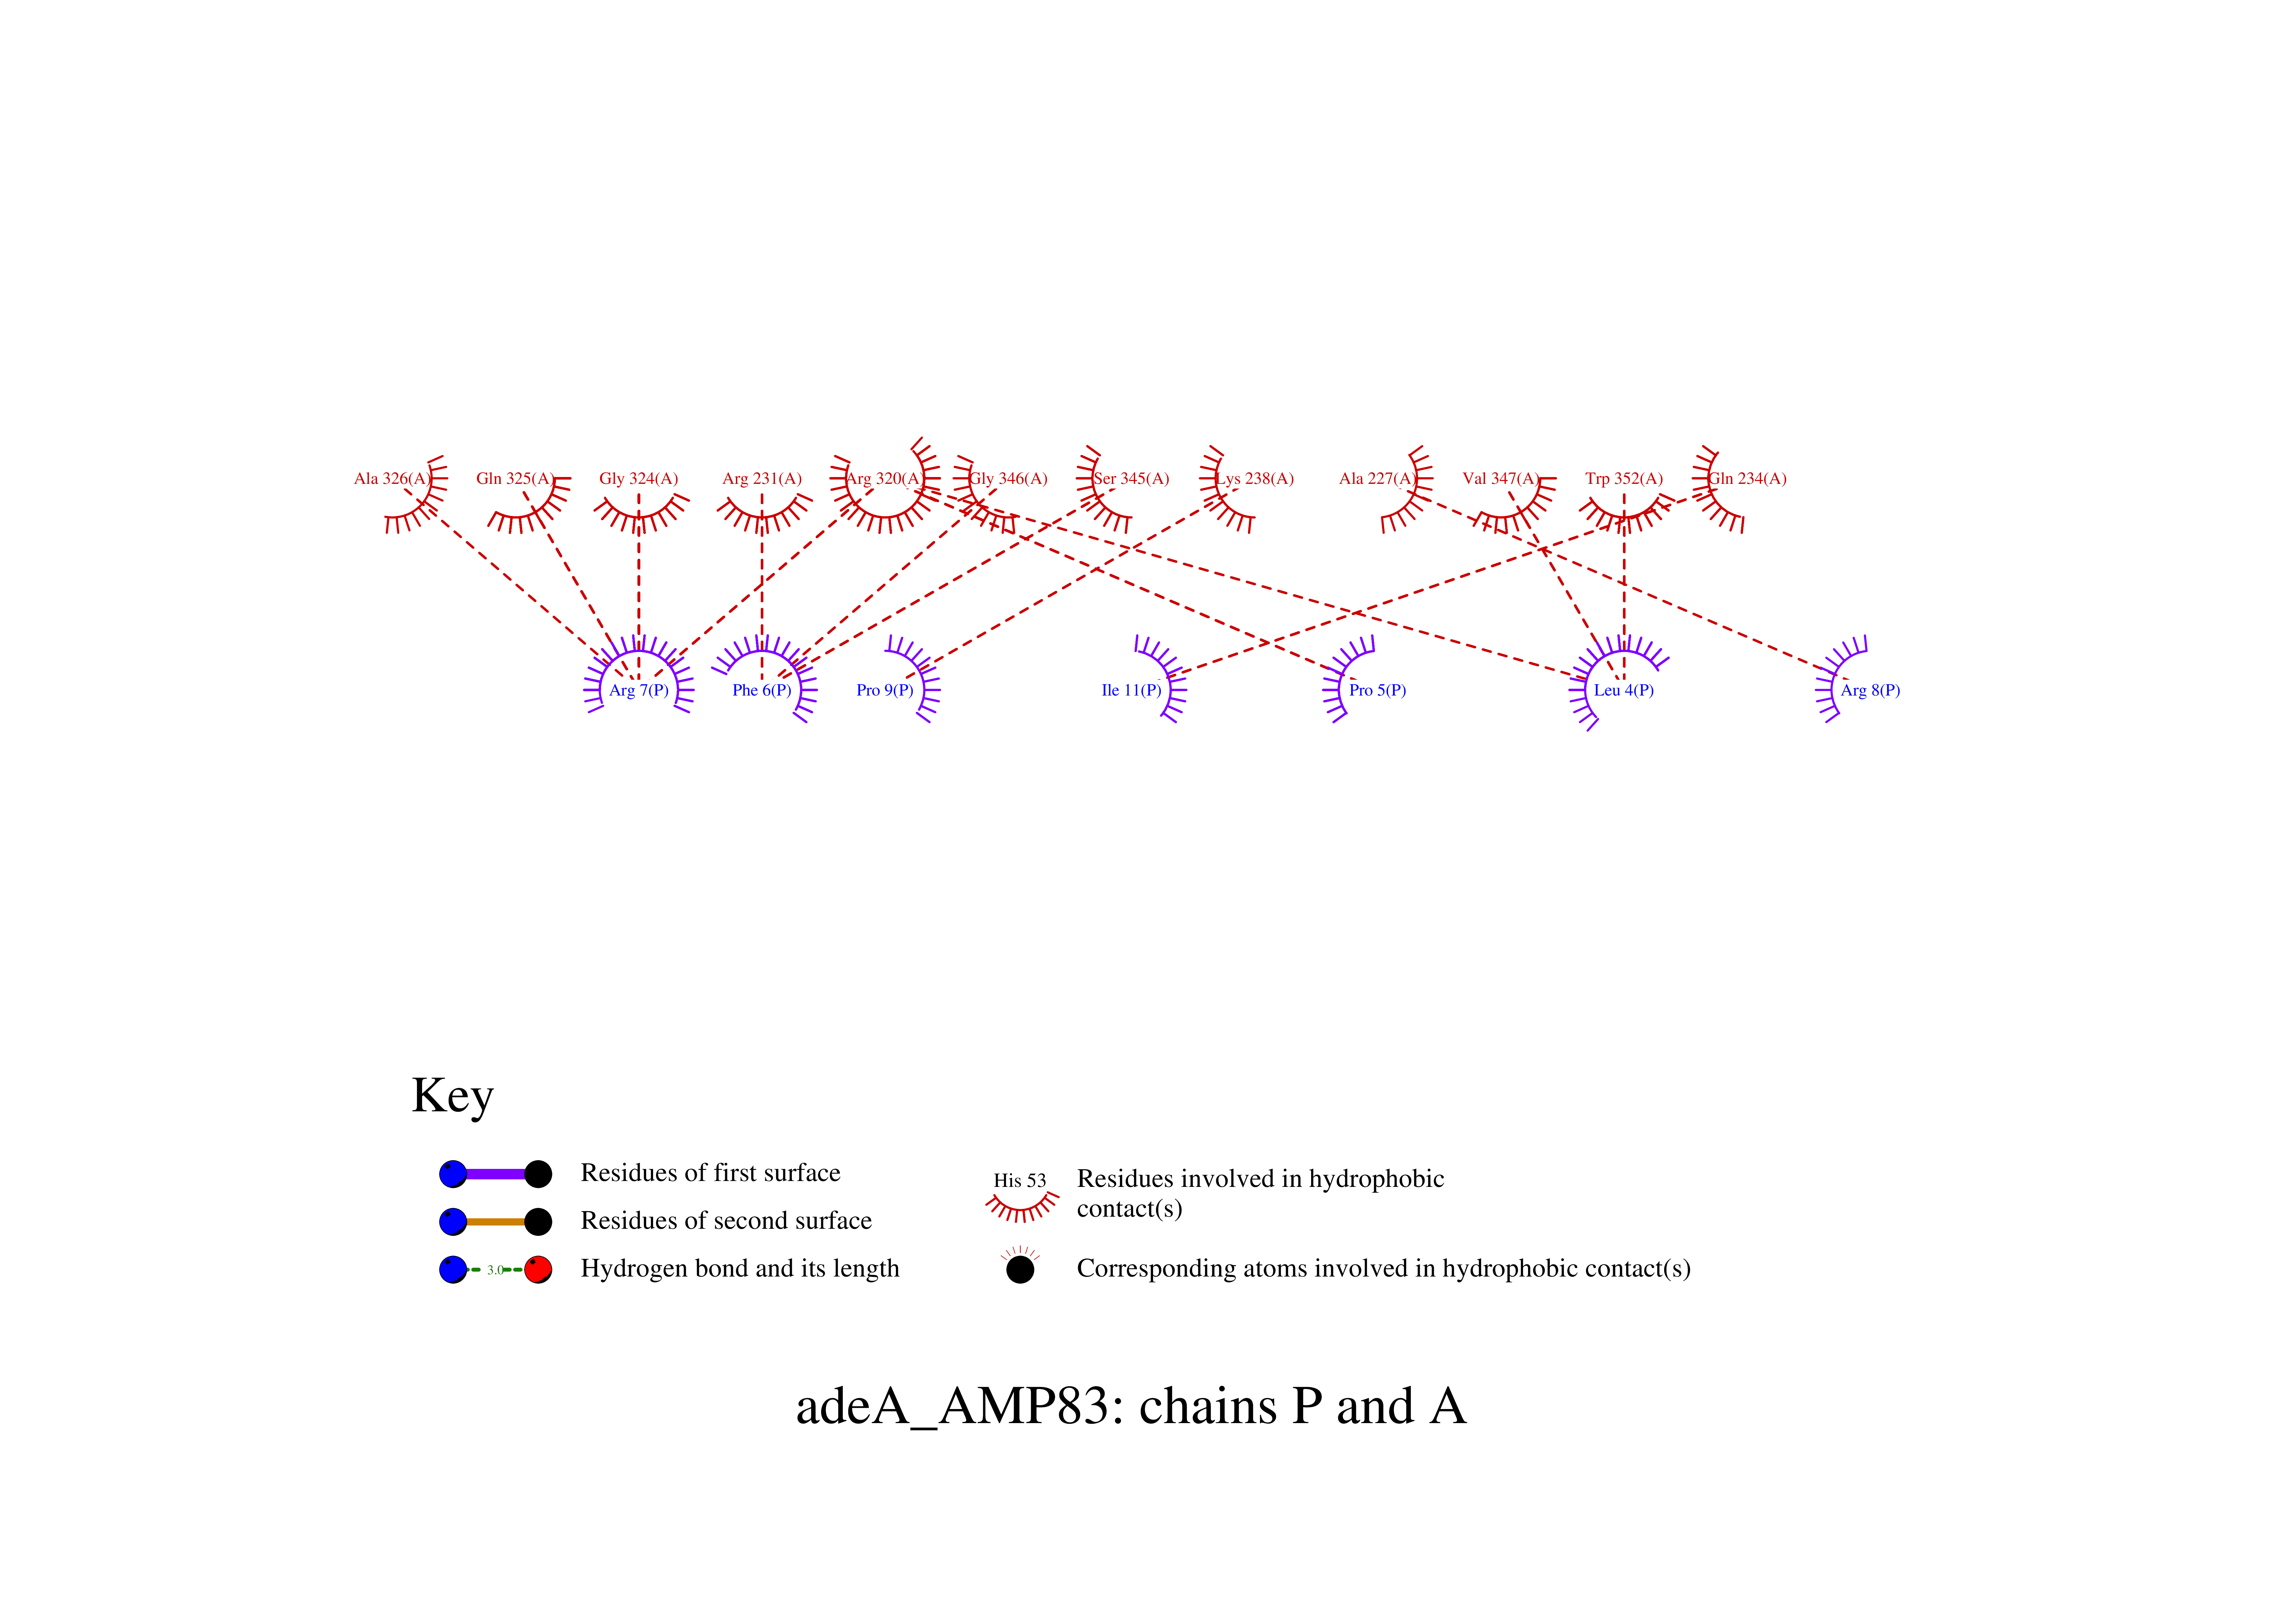 Ala 326(A) Gln 325(A) Gly 324(A) Arg 231(A) Arg 320(A) Gly 346(A) Ser 345(A) Lys 238(A) Ala 227(A) Val 347(A) Trp 352(A) Gln 234(A)
Arg 7(P) Phe 6(P) Pro 9(P) Ile 11(P) Pro 5(P) Leu 4(P) Arg 8(P)
Key
Residues of first surface
Residues of second surface
3.0 Hydrogen bond and its length
His 53 Residues involved in hydrophobic
contact(s)
Corresponding atoms involved in hydrophobic contact(s)
adeA_AMP83: chains P and A